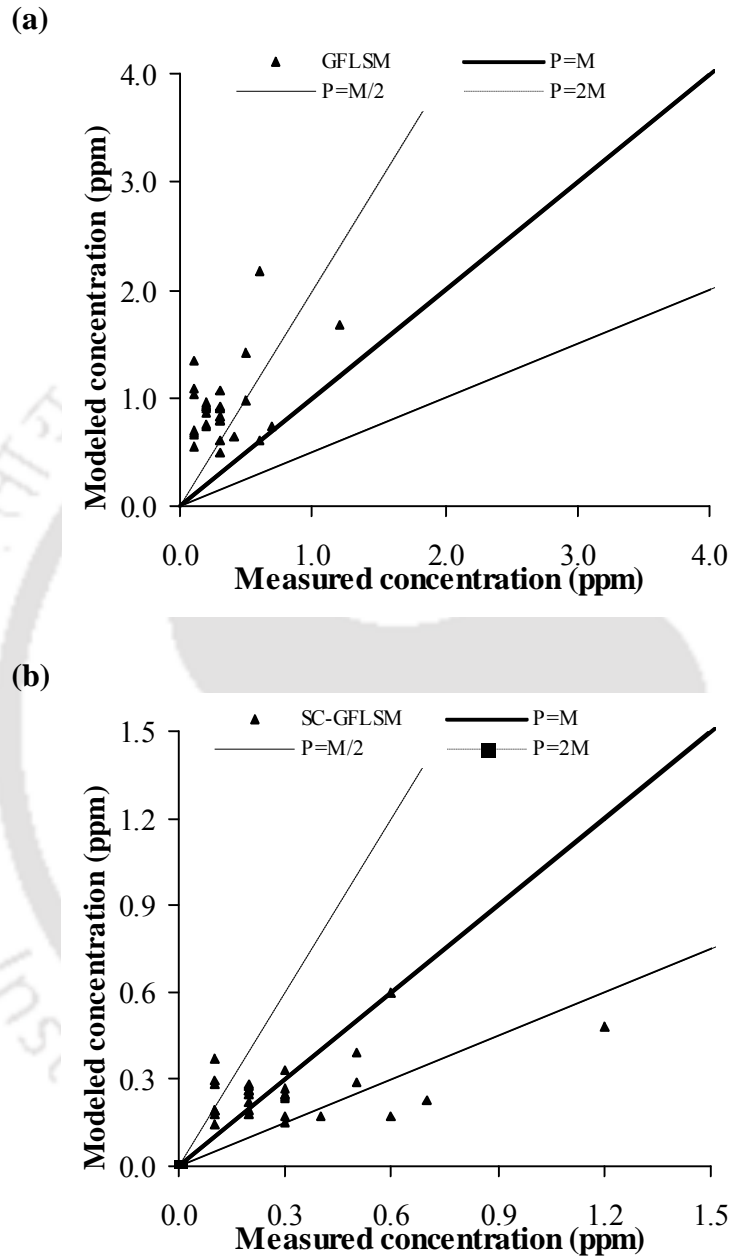 (a)
GFLSM P=M
P=M/2 P=2M
4.0
3.0
2.0
1.0
0.0
0.0 1.0 2.0 3.0 4.0
Modeled concentration (ppm)
Measured concentration (ppm)
(b)
SC-GFLSM P=M
P=M/2 P=2M
1.5
1.2
0.9
0.6
0.3
0.0
0.0 0.3 0.6 0.9 1.2 1.5
Modeled concentration (ppm)
Measured concentration (ppm)